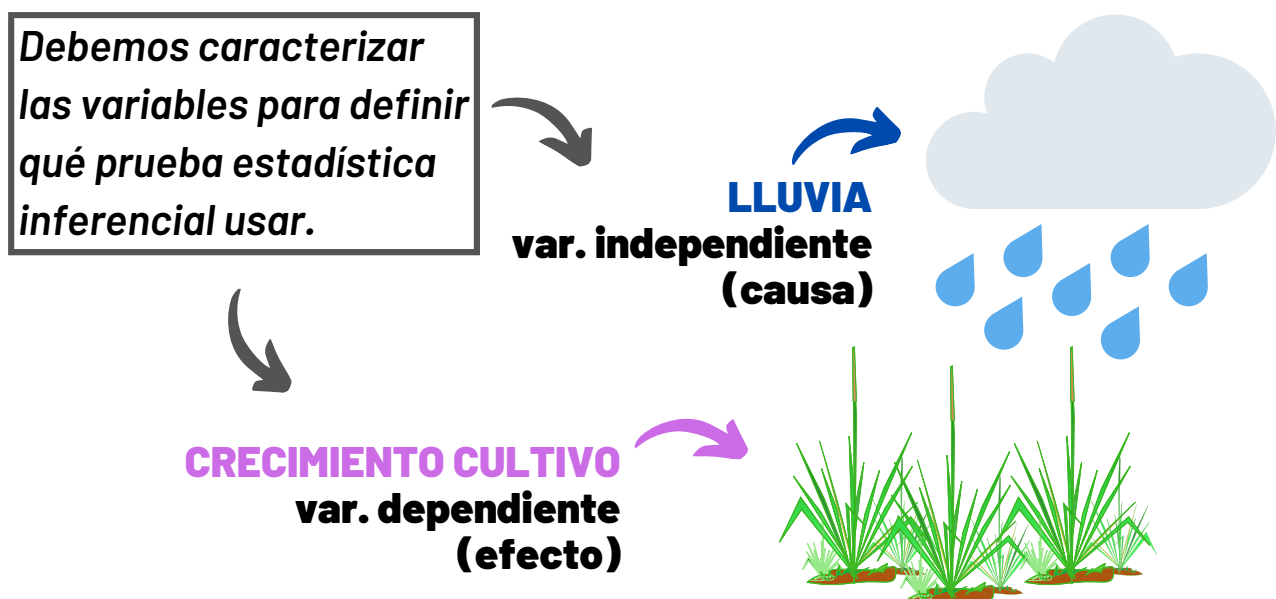 Debemos caracterizar
las variables para definir
qué prueba estadística
inferencial usar.
LLUVIA
var. independiente
(causa)
CRECIMIENTO CULTIVO
var. dependiente
(efecto)